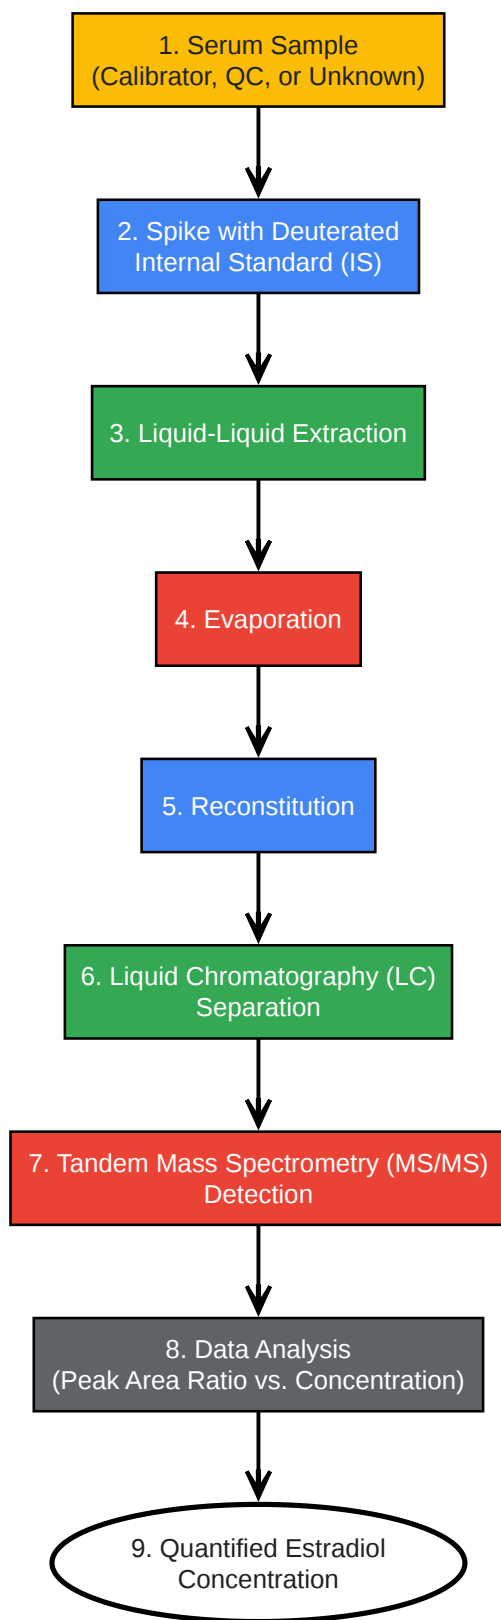 1. Serum Sample
(Calibrator, QC, or Unknown)
2. Spike with Deuterated
Internal Standard (IS)
3. Liquid-Liquid Extraction
4. Evaporation
5. Reconstitution
6. Liquid Chromatography (LC)
Separation
7. Tandem Mass Spectrometry (MS/MS)
Detection
8. Data Analysis
(Peak Area Ratio vs. Concentration)
9. Quantified Estradiol
Concentration